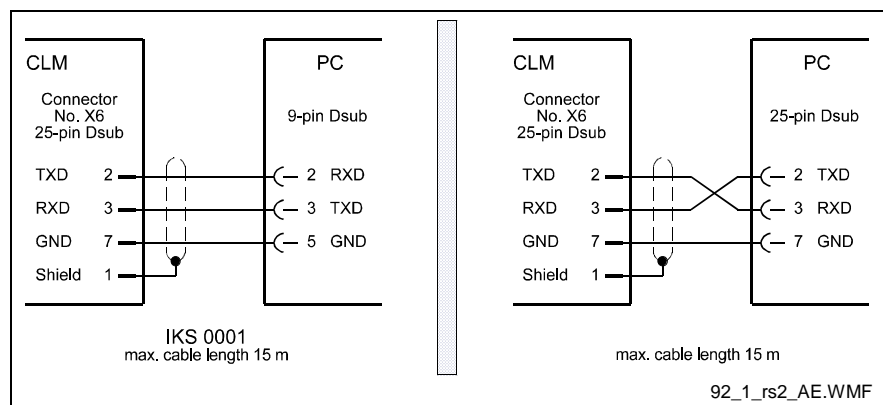 CLM PC
Connector
No. X6
25-pin Dsub
9-pin Dsub
TXD 2 2 RXD
RXD 3 3 TXD
GND 7 5 GND
Shield 1
IKS 0001
max. cable length 15 m
CLM PC
Connector
No. X6
25-pin Dsub
25-pin Dsub
TXD 2 2 TXD
RXD 3 3 RXD
GND 7 7 GND
Shield 1
max. cable length 15 m
92_1_rs2_AE.WMF